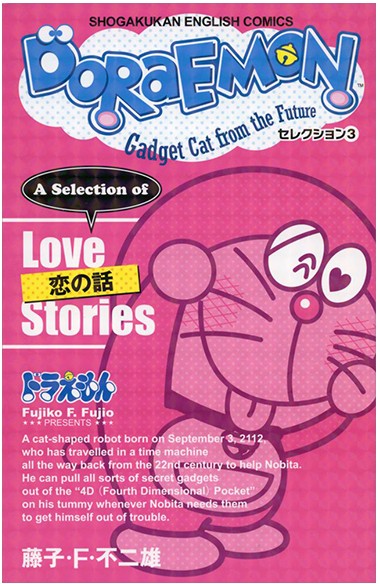 SHOGAKUKAN ENGLISH COMICS
DORAEMON™
Gadget Cat from the Future
セレクション3
A Selection of
Love
恋の話
Stories
ドラえもん
Fujiko F. Fujio
★★★ PRESENTS ★★★
A cat-shaped robot born on September 3, 2112,
who has travelled in a time machine
all the way back from the 22nd century to help Nobita.
He can pull all sorts of secret gadgets
out of the "4D (Fourth Dimensional) Pocket"
on his tummy whenever Nobita needs them
to get himself out of trouble.
藤子・F・不二雄